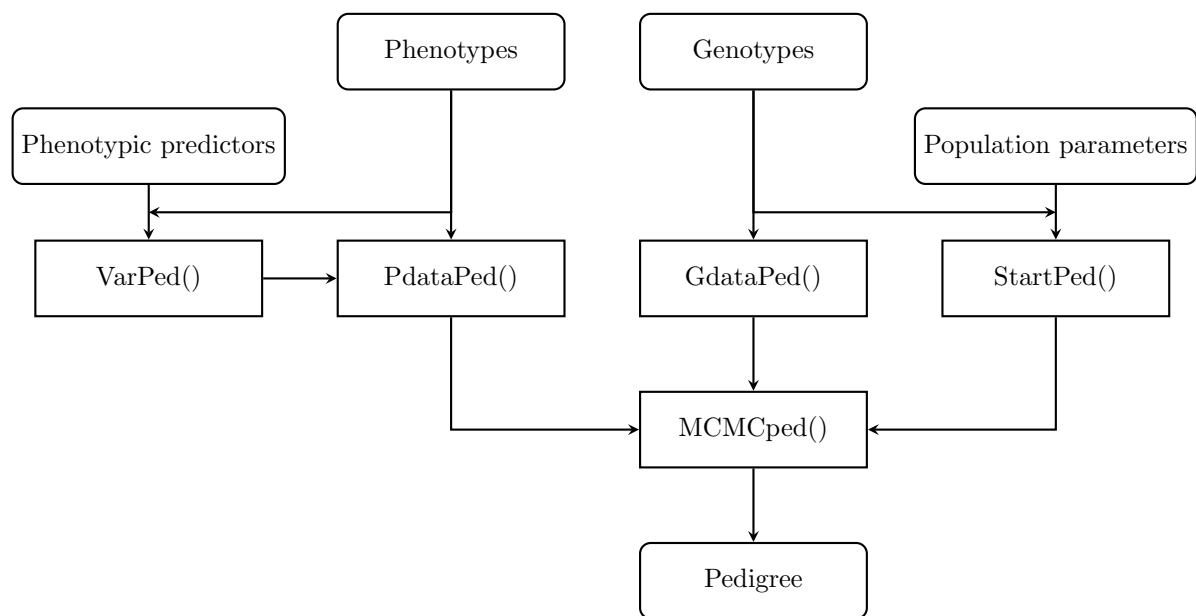 Phenotypes
Genotypes
Phenotypic predictors
Population parameters
VarPed()
PdataPed()
GdataPed()
StartPed()
MCMCped()
Pedigree